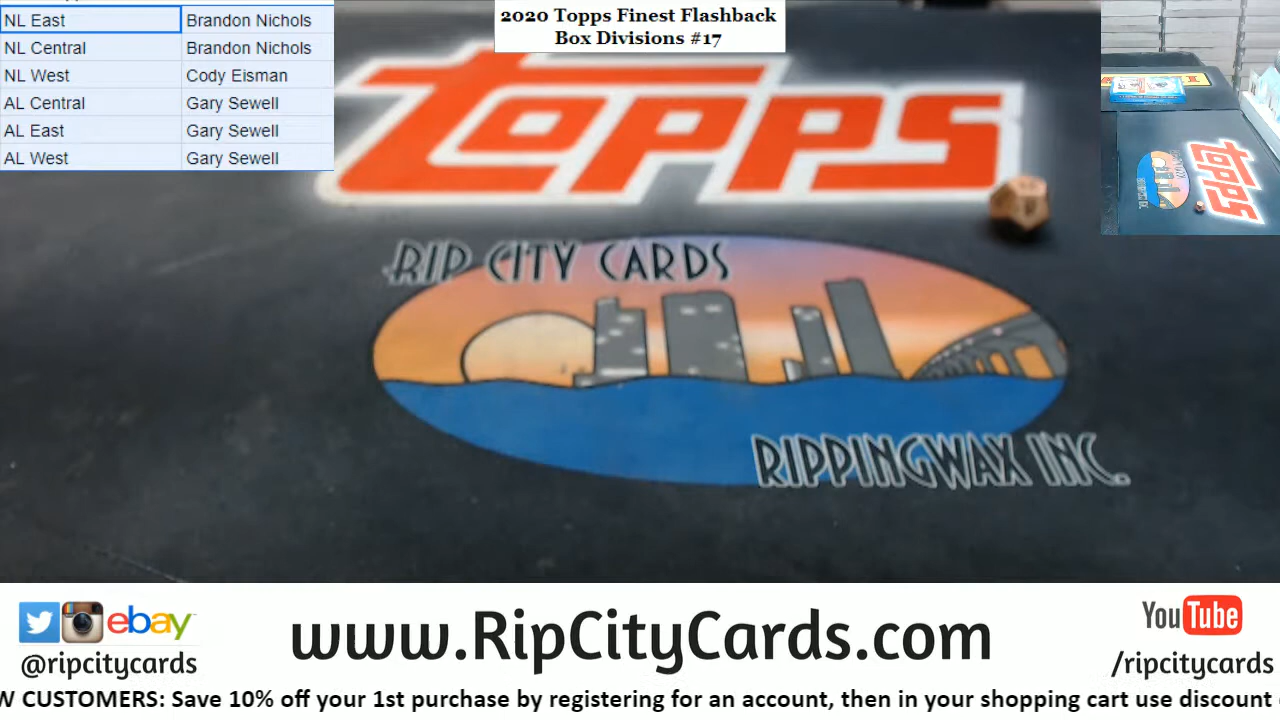 NL East Brandon Nichols
NL Central Brandon Nichols
NL West Cody Eisman
AL Central Gary Sewell
AL East Gary Sewell
AL West Gary Sewell
2020 Topps Finest Flashback
Box Divisions #17
topps
RIP CITY CARDS
RIPPINGWAX INC.
topps
ebay
@ripcitycards
www.RipCityCards.com
YouTube
/ripcitycards
CUSTOMERS: Save 10% off your 1st purchase by registering for an account, then in your shopping cart use discount